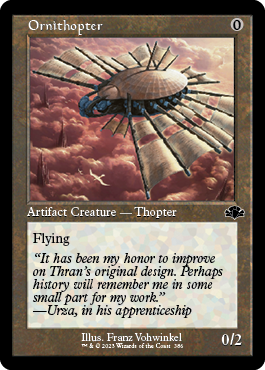 Ornithopter 0
Artifact Creature — Thopter
Flying
“It has been my honor to improve
on Thran's original design. Perhaps
history will remember me in some
small part for my work.”
—Urza, in his apprenticeship
Illus. Franz Vohwinkel
0/2
™ & © 2023 Wizards of the Coast 386